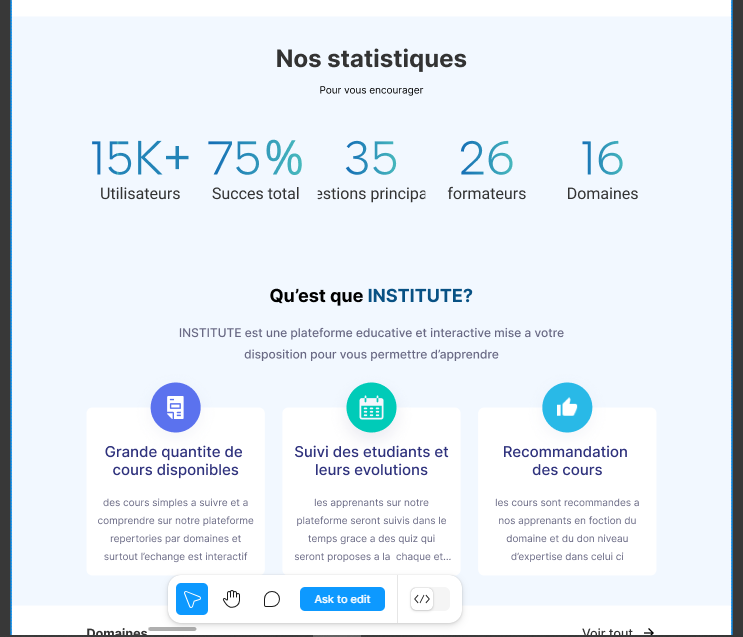 Nos statistiques
Pour vous encourager
15K+ 75% 35 26 16
Utilisateurs Succes total estions principa formateurs Domaines
Qu'est que INSTITUTE?
INSTITUTE est une plateforme educative et interactive mise a votre
disposition pour vous permettre d'apprendre
Grande quantite de
cours disponibles
des cours simples a suivre et a
comprendre sur notre plateforme
repertories par domaines et
surtout l'echange est interactif
Suivi des etudiants et
leurs evolutions
les apprenants sur notre
plateforme seront suivis dans le
temps grace a des quiz qui
seront proposes a la chaque et...
Recommandation
des cours
les cours sont recommandes a
nos apprenants en foction du
domaine et du don niveau
d'expertise dans celui ci
Ask to edit
</>
Domaines
Voir tout →